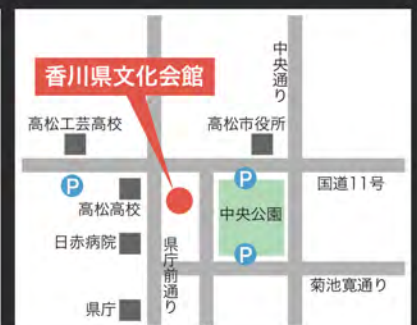 中央通り
香川県文化会館
高松工芸高校
高松市役所
P
P
国道11号
高松高校
中央公園
日赤病院
県庁前通り
P
菊池寛通り
県庁